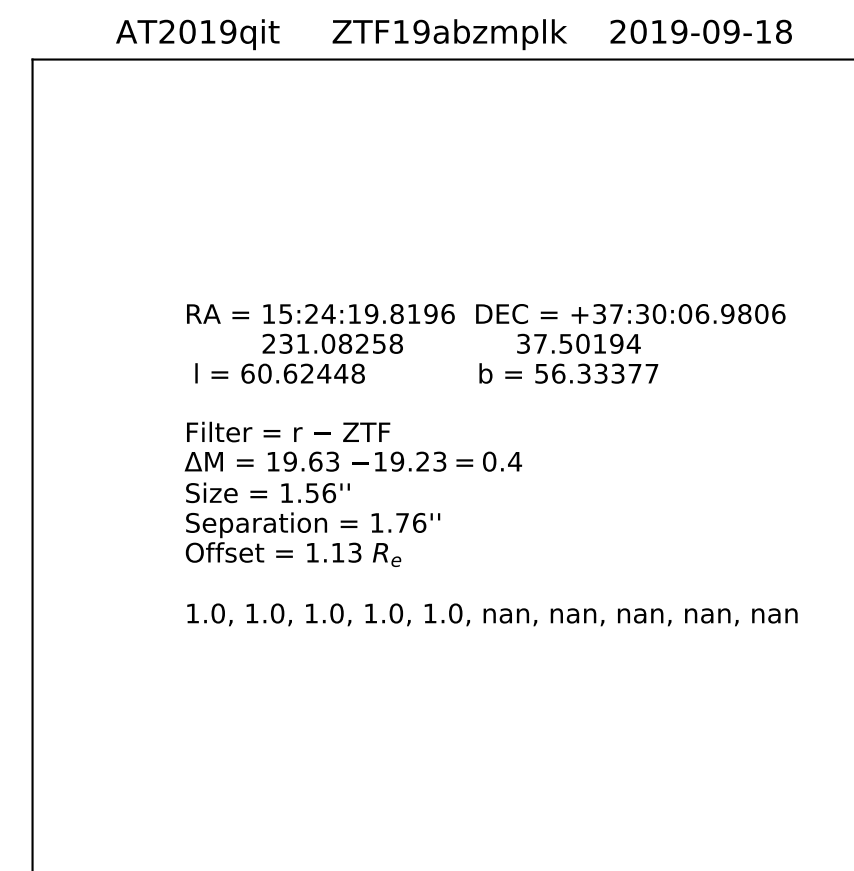 AT2019qit ZTF19abzmplk 2019-09-18
RA = 15:24:19.8196 DEC = +37:30:06.9806
231.08258 37.50194
l = 60.62448 b = 56.33377
Filter = r − ZTF
ΔM = 19.63 −19.23 = 0.4
Size = 1.56''
Separation = 1.76''
Offset = 1.13 Rₑ
1.0, 1.0, 1.0, 1.0, 1.0, nan, nan, nan, nan, nan